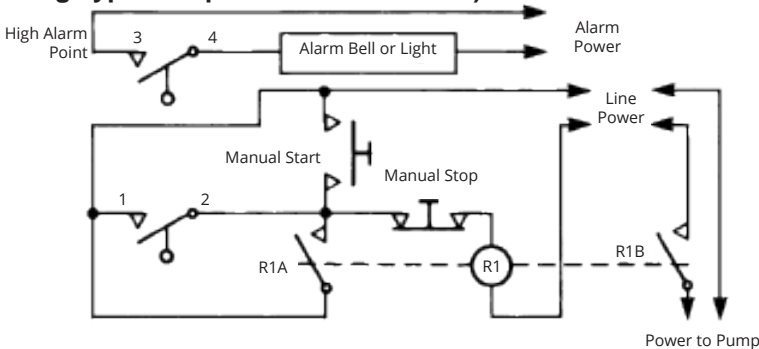 High Alarm
Point
3
4
Alarm Bell or Light
Alarm
Power
Line
Power
Manual Start
Manual Stop
1
2
R1A
R1
R1B
Power to Pump